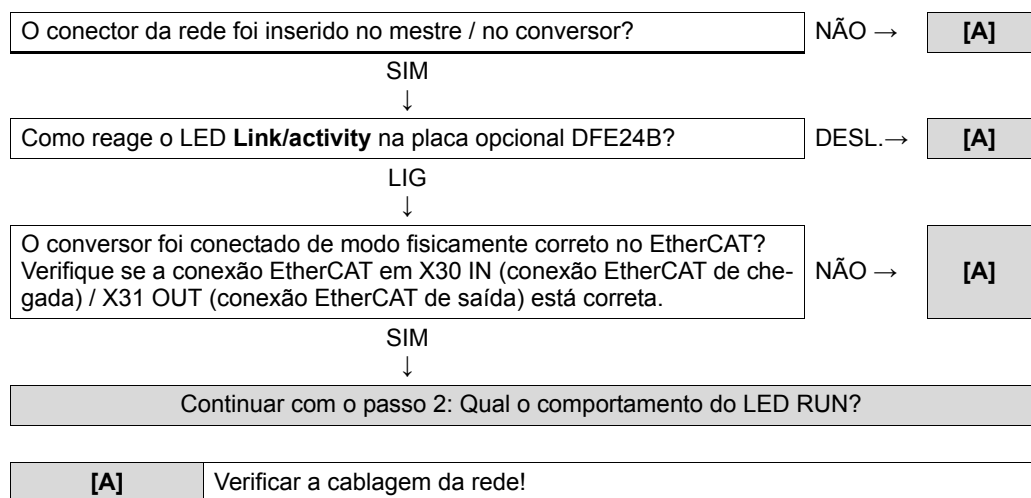 O conector da rede foi inserido no mestre / no conversor? NÃO → [A]
SIM
↓
Como reage o LED Link/activity na placa opcional DFE24B? DESL.→ [A]
LIG
↓
O conversor foi conectado de modo fisicamente correto no EtherCAT?
Verifique se a conexão EtherCAT em X30 IN (conexão EtherCAT de che-
gada) / X31 OUT (conexão EtherCAT de saída) está correta.
NÃO → [A]
SIM
↓
Continuar com o passo 2: Qual o comportamento do LED RUN?
[A] Verificar a cablagem da rede!